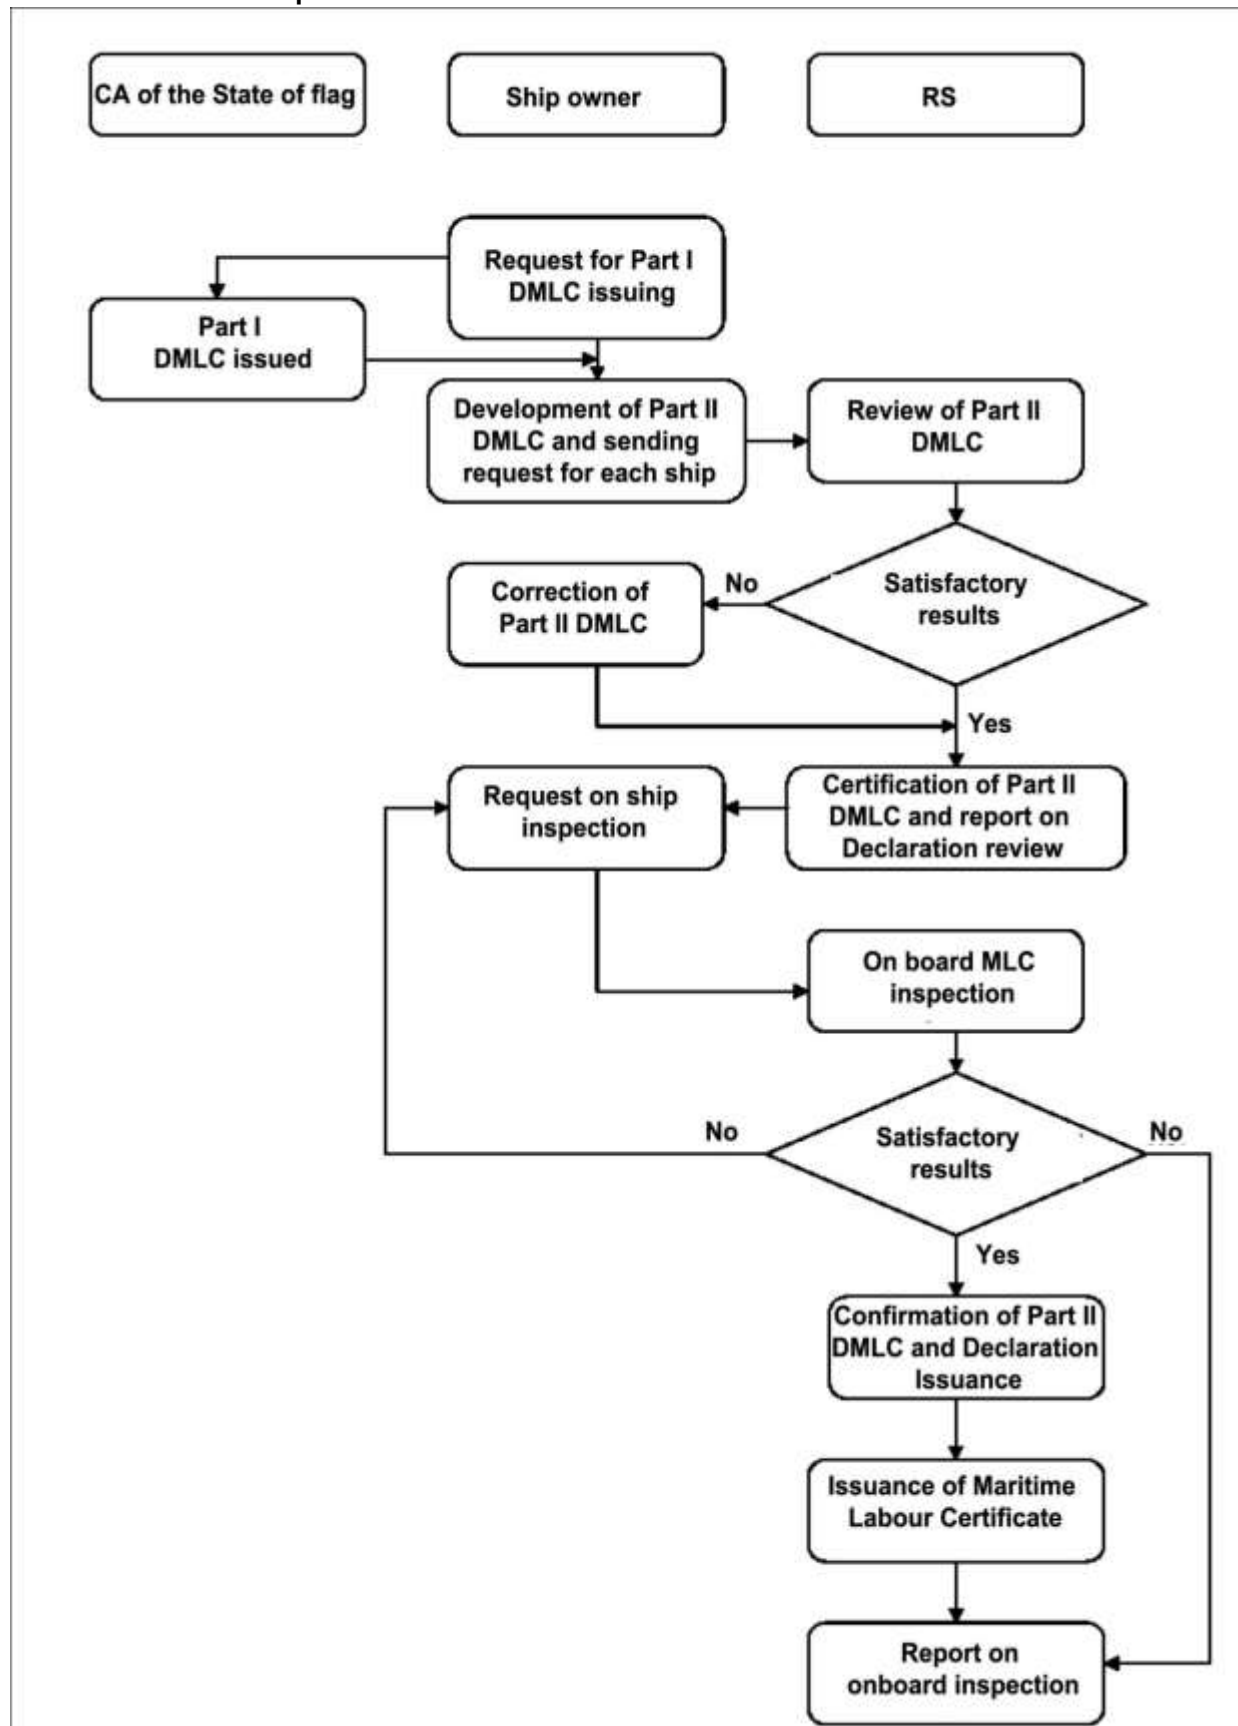 CA of the State of flag
Ship owner
RS
Request for Part I
DMLC issuing
Part I
DMLC issued
Development of Part II
DMLC and sending
request for each ship
Review of Part II
DMLC
Satisfactory
results
No
Correction of
Part II DMLC
Yes
Request on ship
inspection
Certification of Part II
DMLC and report on
Declaration review
On board MLC
inspection
No
Satisfactory
results
No
Yes
Confirmation of Part II
DMLC and Declaration
Issuance
Issuance of Maritime
Labour Certificate
Report on
onboard inspection